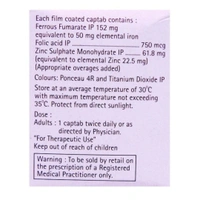 Each film coated captab contains :
Ferrous Fumarate IP 152 mg
equivalent to 50 mg elemental iron
Folic acid IP 750 mcg
Zinc Sulphate Monohydrate IP 61.8 mg
(equivalent to elemental Zinc 22.5 mg)
(Appropriate overages added)
Colours: Ponceau 4R and Titanium Dioxide IP
Store at an average temperature of 30°C
with maximum temperature not exceeding
35°C. Protect from direct sunlight.
Dose :
Adults : 1 captab twice daily or as
directed by Physician.
"For Therapeutic Use"
Keep out of reach of children
Warning : To be sold by retail on
the prescription of a Registered
Medical Practitioner only.